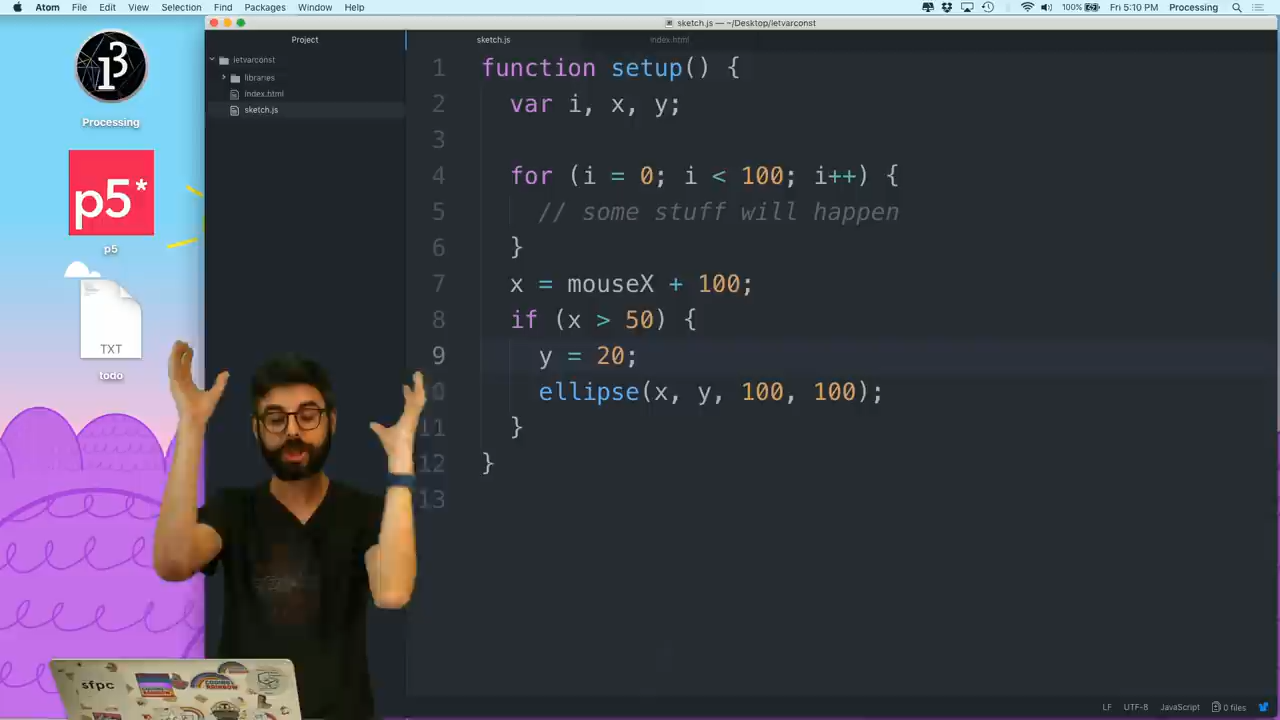 Atom File Edit View Selection Find Packages Window Help
100% Fri 5:10 PM Processing
sketch.js — ~/Desktop/letvarconst
Project
sketch.js
index.html
letvarconst
libraries
index.html
sketch.js
Processing
p5*
p5
TXT
todo
1 function setup() {
2 var i, x, y;
3
4 for (i = 0; i < 100; i++) {
5 // some stuff will happen
6 }
7 x = mouseX + 100;
8 if (x > 50) {
9 y = 20;
10 ellipse(x, y, 100, 100);
11 }
12 }
13
sfpc
LF UTF-8 JavaScript 0 files